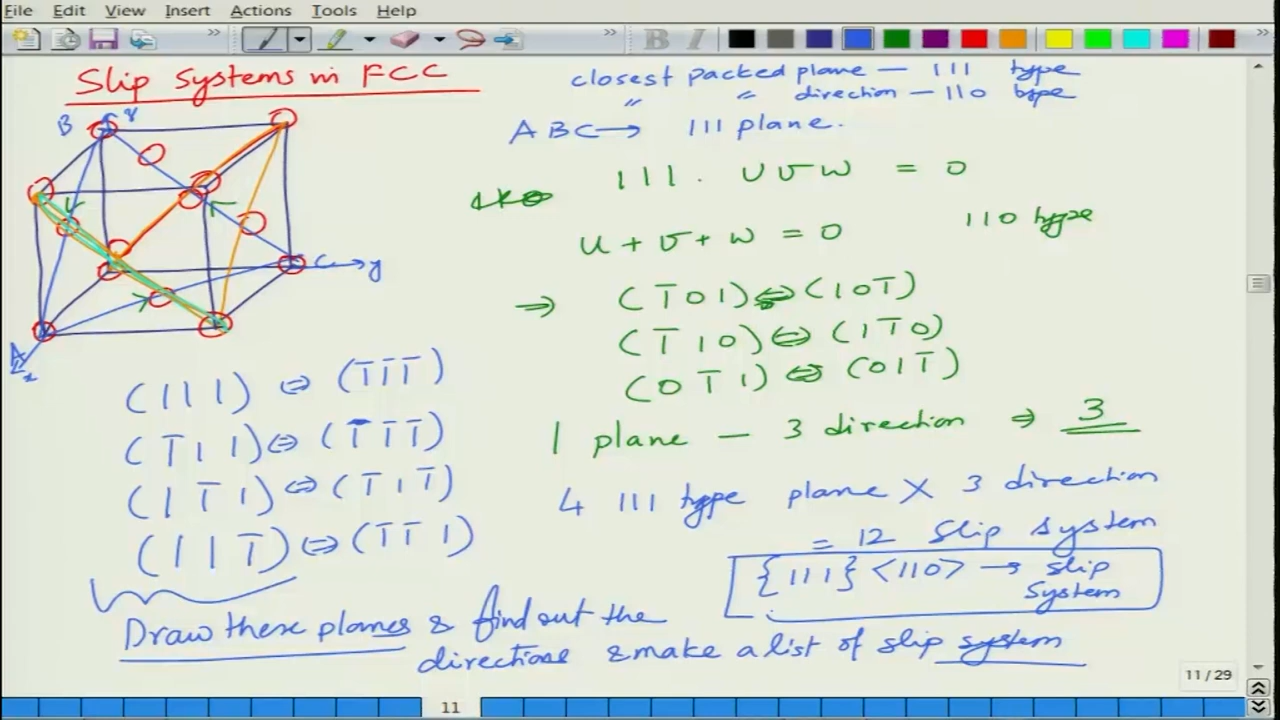 File Edit View Insert Actions Tools Help
Slip Systems in FCC
closest packed plane — 111 type
〃 〃 direction — 110 type
ABC → 111 plane.
111 . uvw = 0
u + v + w = 0 110 type
⇒ (1̅01) ⇔ (101̅)
(1̅10) ⇔ (11̅0)
(01̅1) ⇔ (011̅)
1 plane — 3 direction ⇒ 3
4 111 type plane × 3 direction
= 12 slip system
{111} <110> → slip
system
B
C
y
A
x
(111) ⇔ (1̅1̅1̅)
(1̅11) ⇔ (1̅1̅1̅)
(11̅1) ⇔ (1̅11̅)
(111̅) ⇔ (1̅1̅1)
Draw these planes & find out the
directions & make a list of slip system
11 / 29
11